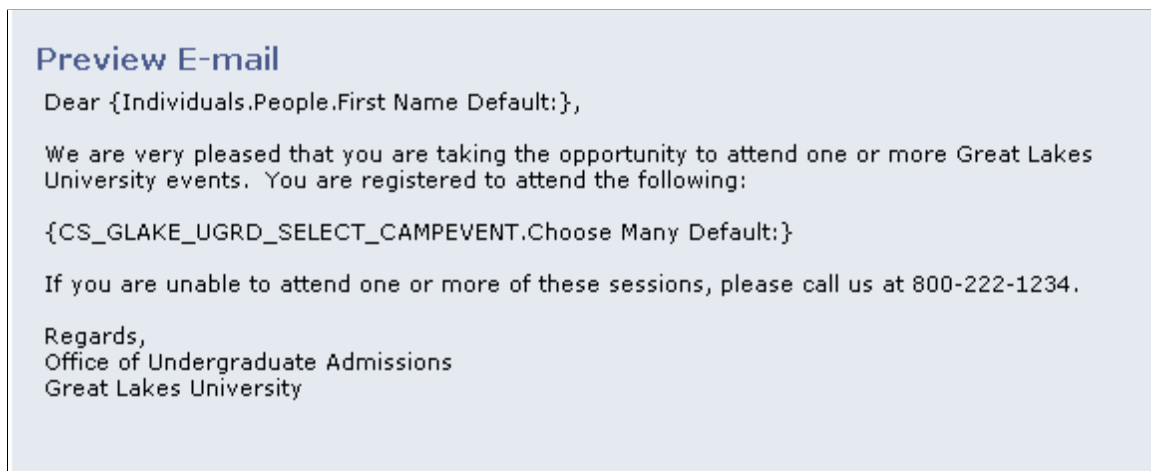 Preview E-mail
Dear {Individuals.People.First Name Default:},
We are very pleased that you are taking the opportunity to attend one or more Great Lakes
University events.  You are registered to attend the following:
{CS_GLAKE_UGRD_SELECT_CAMPEVENT.Choose Many Default:}
If you are unable to attend one or more of these sessions, please call us at 800-222-1234.
Regards,
Office of Undergraduate Admissions
Great Lakes University